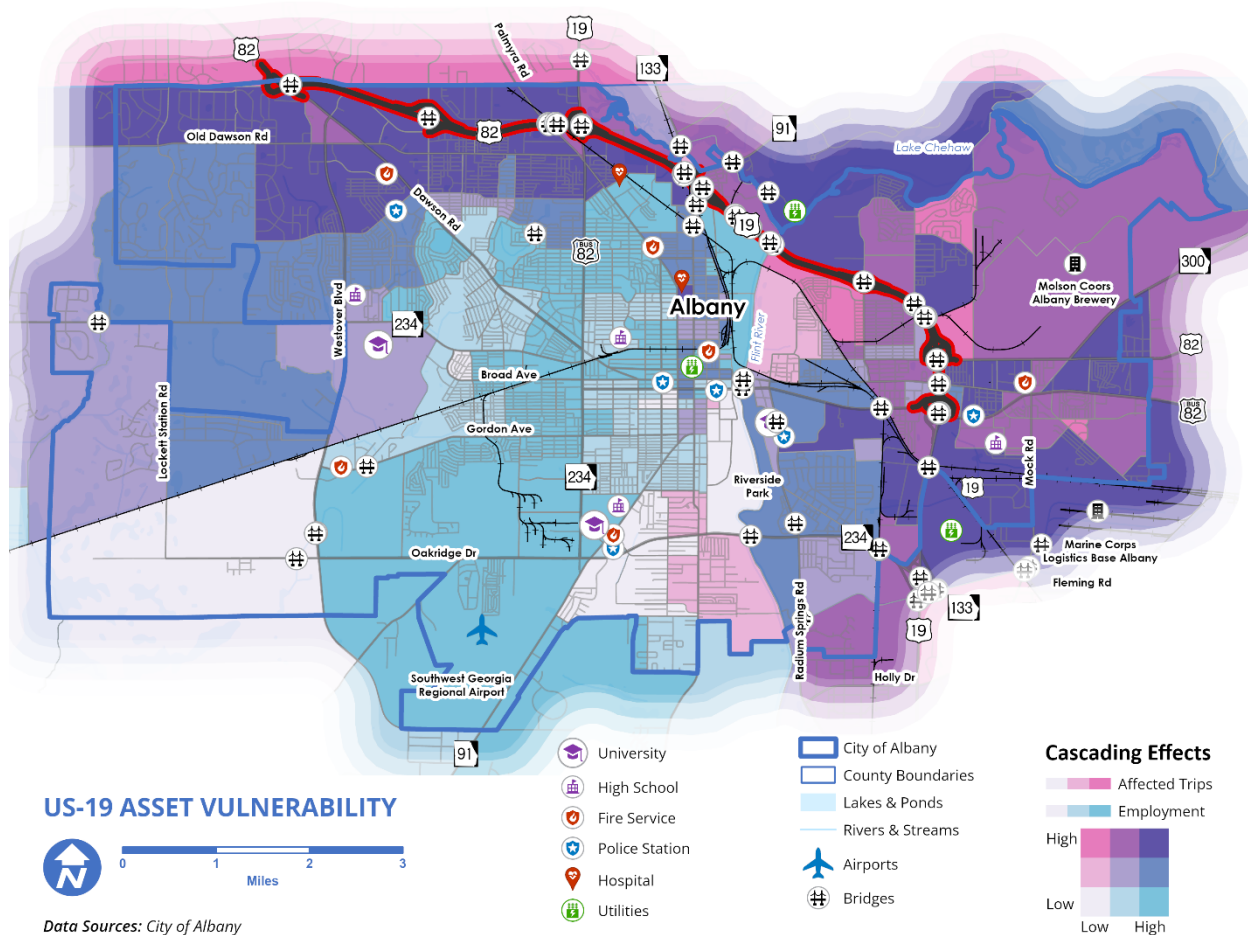 82
Palmyra Rd
19
133
91
Old Dawson Rd
82
Lake Chehaw
Dawson Rd
19
BUS
82
300
Molson Coors
Albany Brewery
Albany
Westover Blvd
234
Flint River
82
Broad Ave
BUS
82
Lockett Station Rd
Gordon Ave
Mock Rd
234
Riverside
Park
19
234
Oakridge Dr
Marine Corps
Logistics Base Albany
Fleming Rd
133
Radium Springs Rd
19
Holly Dr
Southwest Georgia
Regional Airport
91
US-19 ASSET VULNERABILITY
N
0 1 2 3
Miles
Data Sources: City of Albany
University
High School
Fire Service
Police Station
Hospital
Utilities
City of Albany
County Boundaries
Lakes & Ponds
Rivers & Streams
Airports
Bridges
Cascading Effects
Affected Trips
Employment
High
Low
Low High